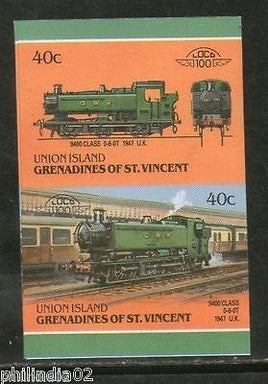 40c
LOCO
100
G W R
9400 CLASS 0-6-0T 1947 U.K.
UNION ISLAND
GRENADINES OF ST. VINCENT
LOCO
100
40c
G W R
9400 CLASS
0-6-0T
1947 U.K.
UNION ISLAND
GRENADINES OF ST. VINCENT
philindia02